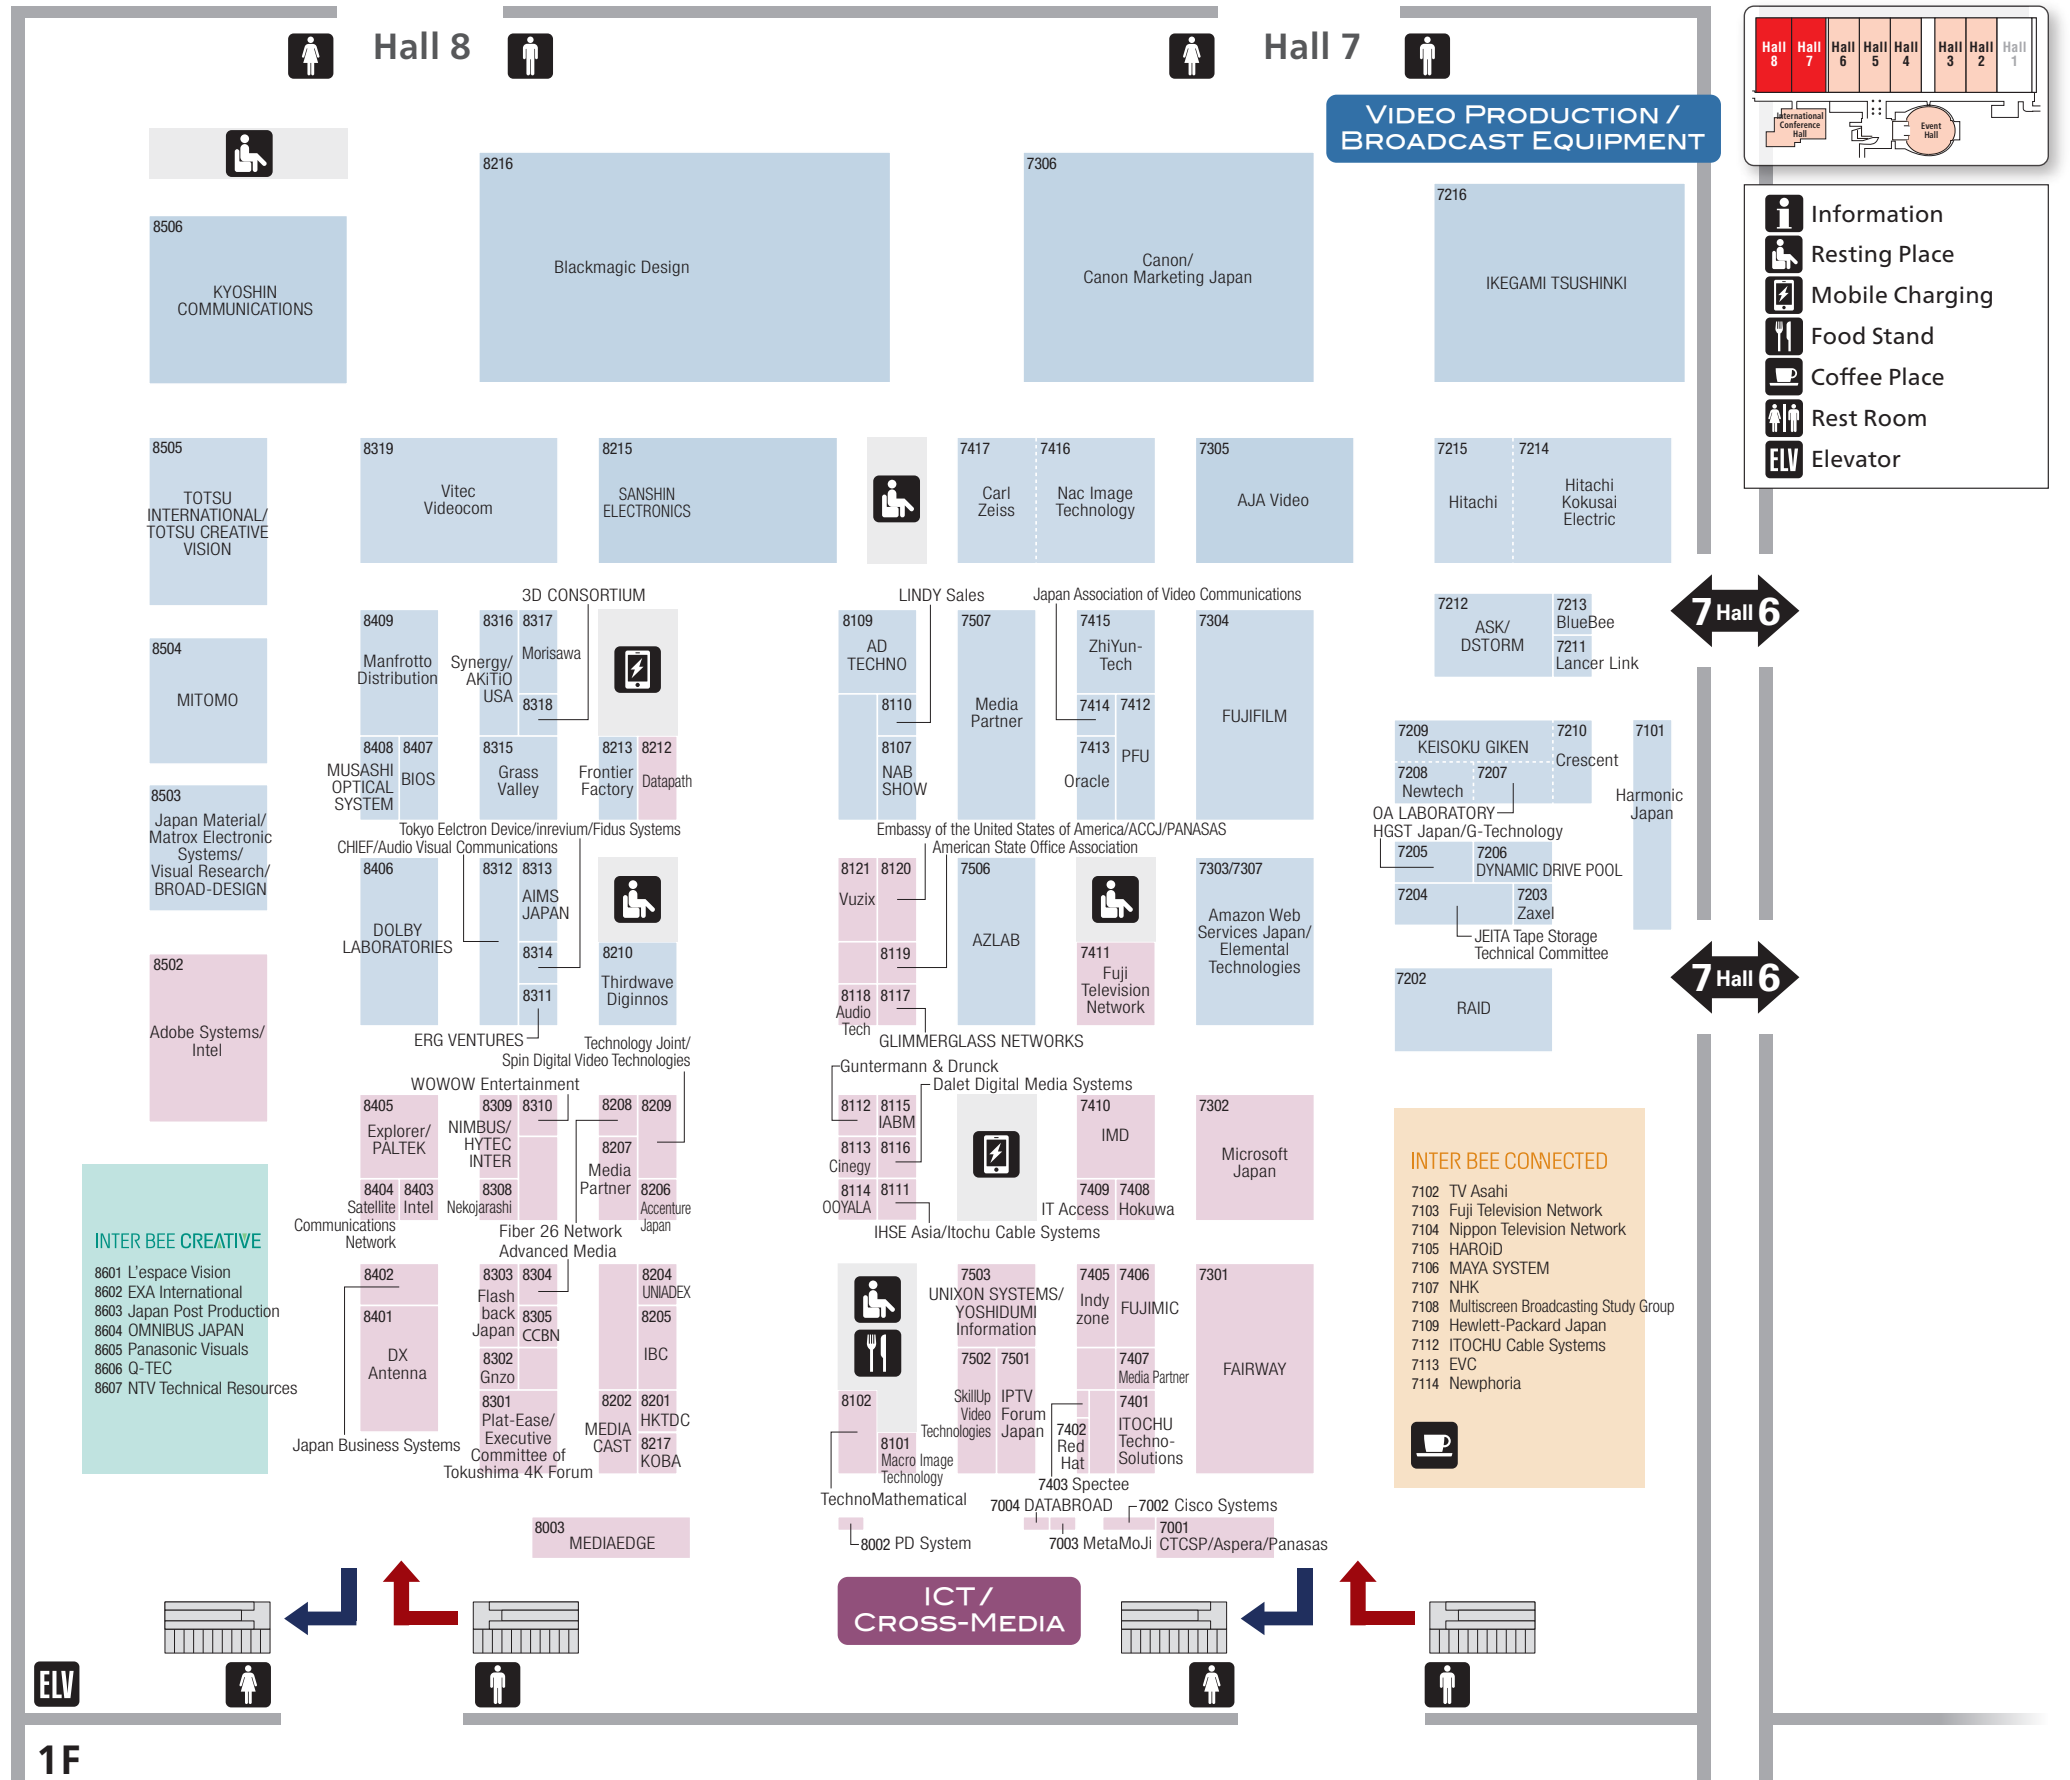 Hall 8
Hall 7
Hall
8
Hall
7
Hall
6
Hall
5
Hall
4
Hall
3
Hall
2
Hall
1
International
Conference
Hall
Event
Hall
VIDEO PRODUCTION /
BROADCAST EQUIPMENT
Information
Resting Place
Mobile Charging
Food Stand
Coffee Place
Rest Room
ELV Elevator
8506
KYOSHIN
COMMUNICATIONS
8216
Blackmagic Design
7306
Canon/
Canon Marketing Japan
7216
IKEGAMI TSUSHINKI
8505
TOTSU
INTERNATIONAL/
TOTSU CREATIVE
VISION
8319
Vitec
Videocom
8215
SANSHIN
ELECTRONICS
7417
Carl
Zeiss
7416
Nac Image
Technology
7305
AJA Video
7215
Hitachi
7214
Hitachi
Kokusai
Electric
7 Hall 6
3D CONSORTIUM
LINDY Sales
Japan Association of Video Communications
8504
MITOMO
8409
Manfrotto
Distribution
8316
Synergy/
AKiTiO
USA
8317
Morisawa
8318
8109
AD
TECHNO
8110
7507
Media
Partner
7415
ZhiYun-
Tech
7414
7412
PFU
7413
Oracle
7304
FUJIFILM
7212
ASK/
DSTORM
7213
BlueBee
7211
Lancer Link
8408
MUSASHI
OPTICAL
SYSTEM
8407
BIOS
8315
Grass
Valley
8213
Frontier
Factory
8212
Datapath
8107
NAB
SHOW
7209
KEISOKU GIKEN
7210
Crescent
7208
Newtech
7207
OA LABORATORY
HGST Japan/G-Technology
7101
Harmonic
Japan
8503
Japan Material/
Matrox Electronic
Systems/
Visual Research/
BROAD-DESIGN
Tokyo Eelctron Device/inrevium/Fidus Systems
CHIEF/Audio Visual Communications
Embassy of the United States of America/ACCJ/PANASAS
American State Office Association
8406
DOLBY
LABORATORIES
8312
8313
AIMS
JAPAN
8314
8311
ERG VENTURES
8210
Thirdwave
Diginnos
8121
Vuzix
8120
8119
8118
Audio
Tech
8117
GLIMMERGLASS NETWORKS
7506
AZLAB
7411
Fuji
Television
Network
7303/7307
Amazon Web
Services Japan/
Elemental
Technologies
7205
7206
DYNAMIC DRIVE POOL
7204
7203
Zaxel
JEITA Tape Storage
Technical Committee
7202
RAID
7 Hall 6
8502
Adobe Systems/
Intel
Technology Joint/
Spin Digital Video Technologies
WOWOW Entertainment
Guntermann & Drunck
Dalet Digital Media Systems
8405
Explorer/
PALTEK
8404
Satellite
Communications
Network
8403
Intel
8309
NIMBUS/
HYTEC
INTER
8310
8308
Nekojarashi
8208
8209
8207
Media
Partner
8206
Accenture
Japan
Fiber 26 Network
Advanced Media
8112
8115
IABM
8113
Cinegy
8116
8114
OOYALA
8111
IHSE Asia/Itochu Cable Systems
7410
IMD
7409
IT Access
7408
Hokuwa
7302
Microsoft
Japan
INTER BEE CONNECTED
7102 TV Asahi
7103 Fuji Television Network
7104 Nippon Television Network
7105 HAROiD
7106 MAYA SYSTEM
7107 NHK
7108 Multiscreen Broadcasting Study Group
7109 Hewlett-Packard Japan
7112 ITOCHU Cable Systems
7113 EVC
7114 Newphoria
INTER BEE CREATIVE
8601 L'espace Vision
8602 EXA International
8603 Japan Post Production
8604 OMNIBUS JAPAN
8605 Panasonic Visuals
8606 Q-TEC
8607 NTV Technical Resources
8402
8401
DX
Antenna
Japan Business Systems
8303
Flash
back
Japan
8304
8305
CCBN
8302
Gnzo
8301
Plat-Ease/
Executive
Committee of
Tokushima 4K Forum
8204
UNIADEX
8205
IBC
8202
MEDIA
CAST
8201
HKTDC
8217
KOBA
8102
8101
Macro Image
Technology
TechnoMathematical
7503
UNIXON SYSTEMS/
YOSHIDUMI
Information
7502
SkillUp
Video
Technologies
7501
IPTV
Forum
Japan
7405
Indy
zone
7406
FUJIMIC
7407
Media Partner
7402
Red
Hat
7401
ITOCHU
Techno-
Solutions
7403 Spectee
7301
FAIRWAY
8003
MEDIAEDGE
8002 PD System
7004 DATABROAD
7003 MetaMoJi
7002 Cisco Systems
7001
CTCSP/Aspera/Panasas
ICT /
CROSS-MEDIA
ELV
1F